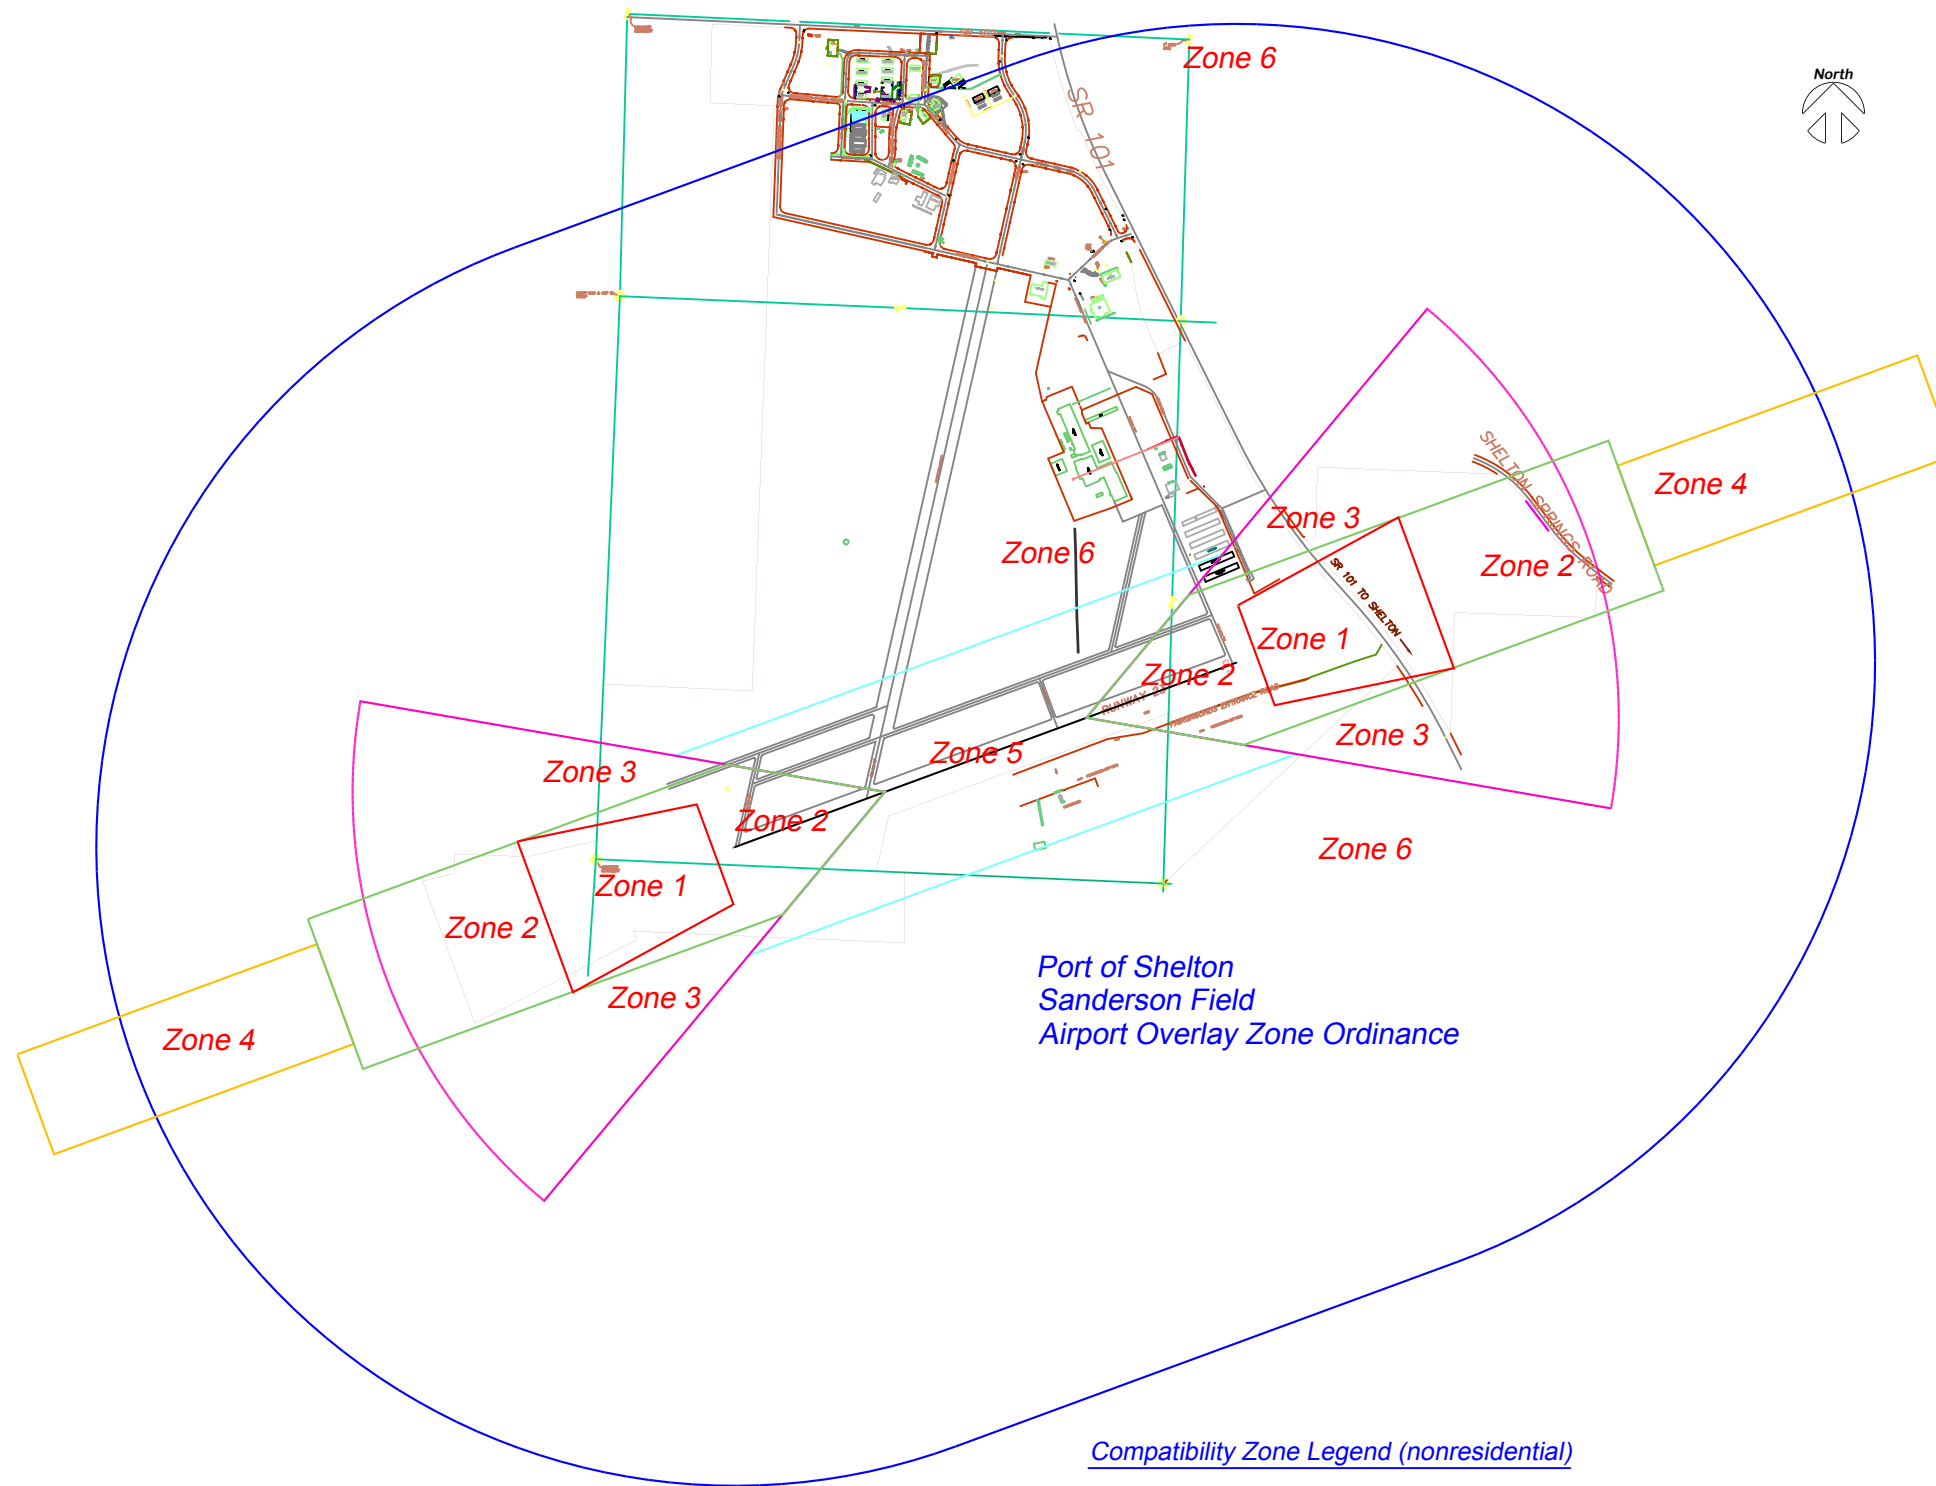 Zone 6
North
SR 101
SHELTON SPRINGS ROAD
Zone 4
Zone 3
Zone 6
Zone 2
SR 101 TO SHELTON
Zone 1
Zone 2
RUNWAY 23
Zone 3
Zone 5
Zone 3
Zone 2
Zone 6
Zone 1
Zone 2
Port of Shelton
Sanderson Field
Airport Overlay Zone Ordinance
Zone 3
Zone 4
Compatibility Zone Legend (nonresidential)